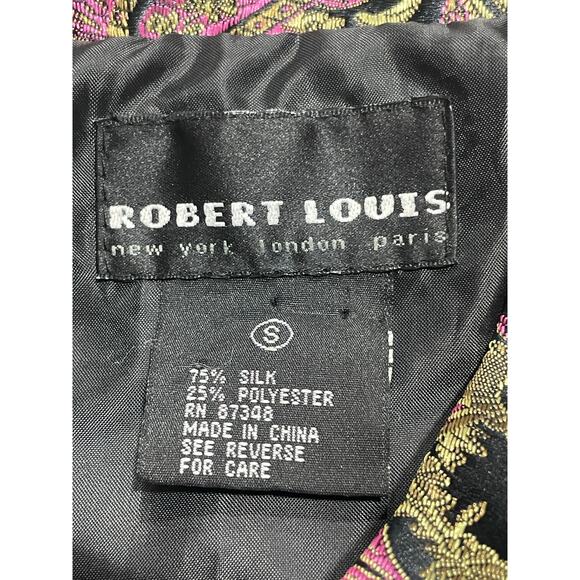 ROBERT LOUIS
new york london paris
S
75% SILK
25% POLYESTER
RN 87348
MADE IN CHINA
SEE REVERSE
FOR CARE